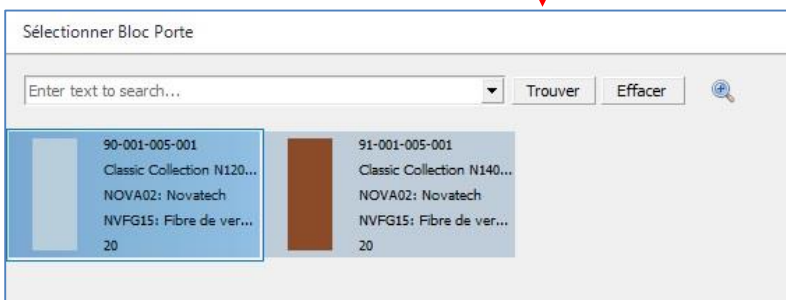 Sélectionner Bloc Porte
Enter text to search...
Trouver
Effacer
90-001-005-001
Classic Collection N120...
NOVA02: Novatech
NVFG15: Fibre de ver...
20
91-001-005-001
Classic Collection N140...
NOVA02: Novatech
NVFG15: Fibre de ver...
20